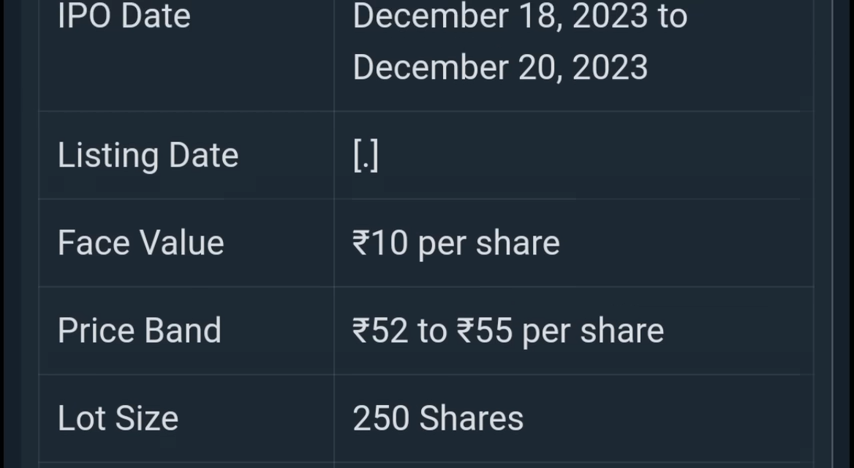 IPO Date
December 18, 2023 to
December 20, 2023
Listing Date
[.]
Face Value
₹10 per share
Price Band
₹52 to ₹55 per share
Lot Size
250 Shares